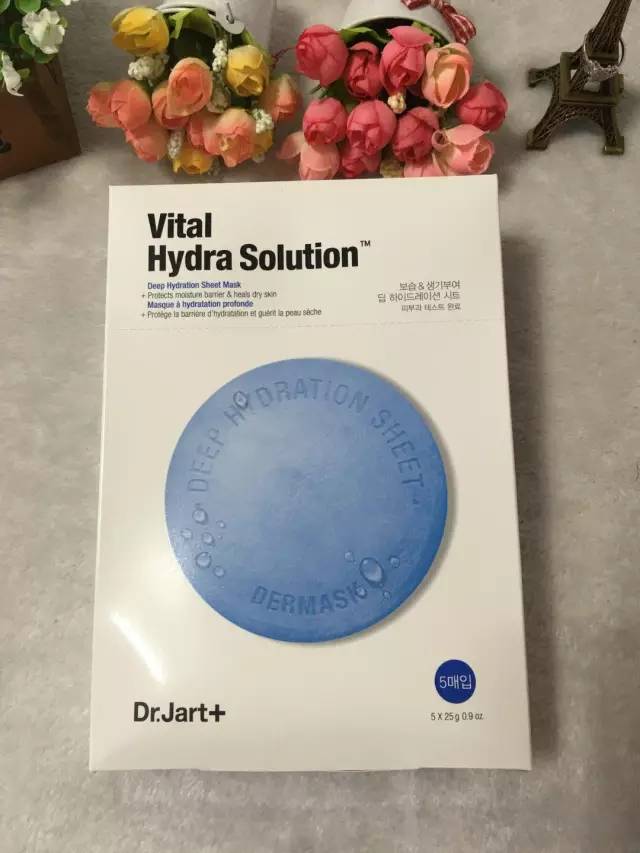 Vital
Hydra Solution™
Deep Hydration Sheet Mask
+ Protects moisture barrier & heals dry skin
Masque à hydratation profonde
+ Protège la barrière d'hydratation et guérit la peau sèche
보습 & 생기부여
딥 하이드레이션 시트
피부과 테스트 완료
DEEP HYDRATION SHEET
DERMASK
5매입
5 X 25 g 0.9 oz.
Dr.Jart+